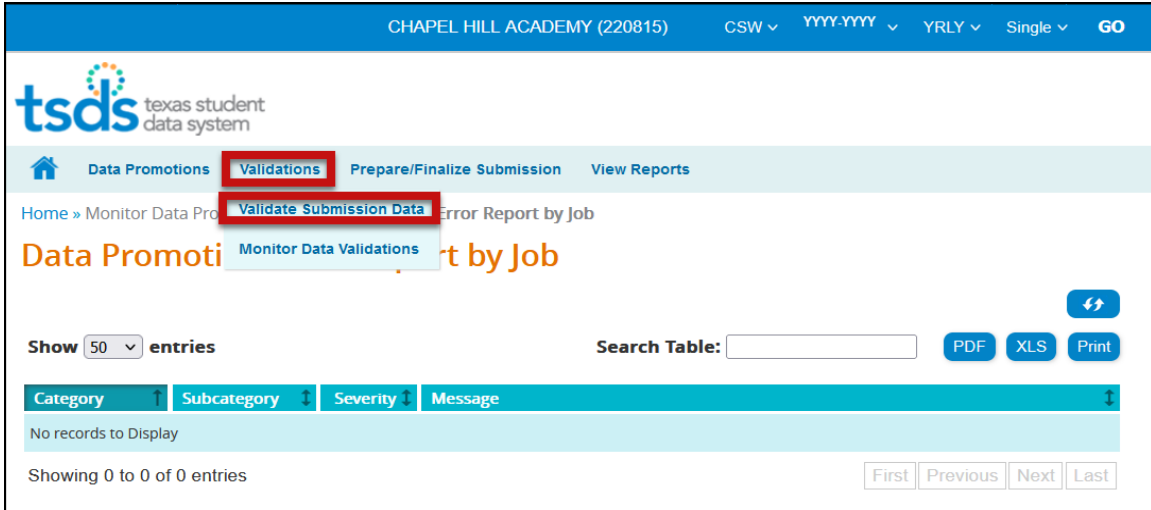 CHAPEL HILL ACADEMY (220815) CSW YYYY-YYYY YRLY Single GO
tsds texas student
data system
Data Promotions Validations Prepare/Finalize Submission View Reports
Home » Monitor Data Pro Validate Submission Data Error Report by Job
Monitor Data Validations
Data Promoti rt by Job
Show 50 entries Search Table: PDF XLS Print
Category Subcategory Severity Message
No records to Display
Showing 0 to 0 of 0 entries First Previous Next Last